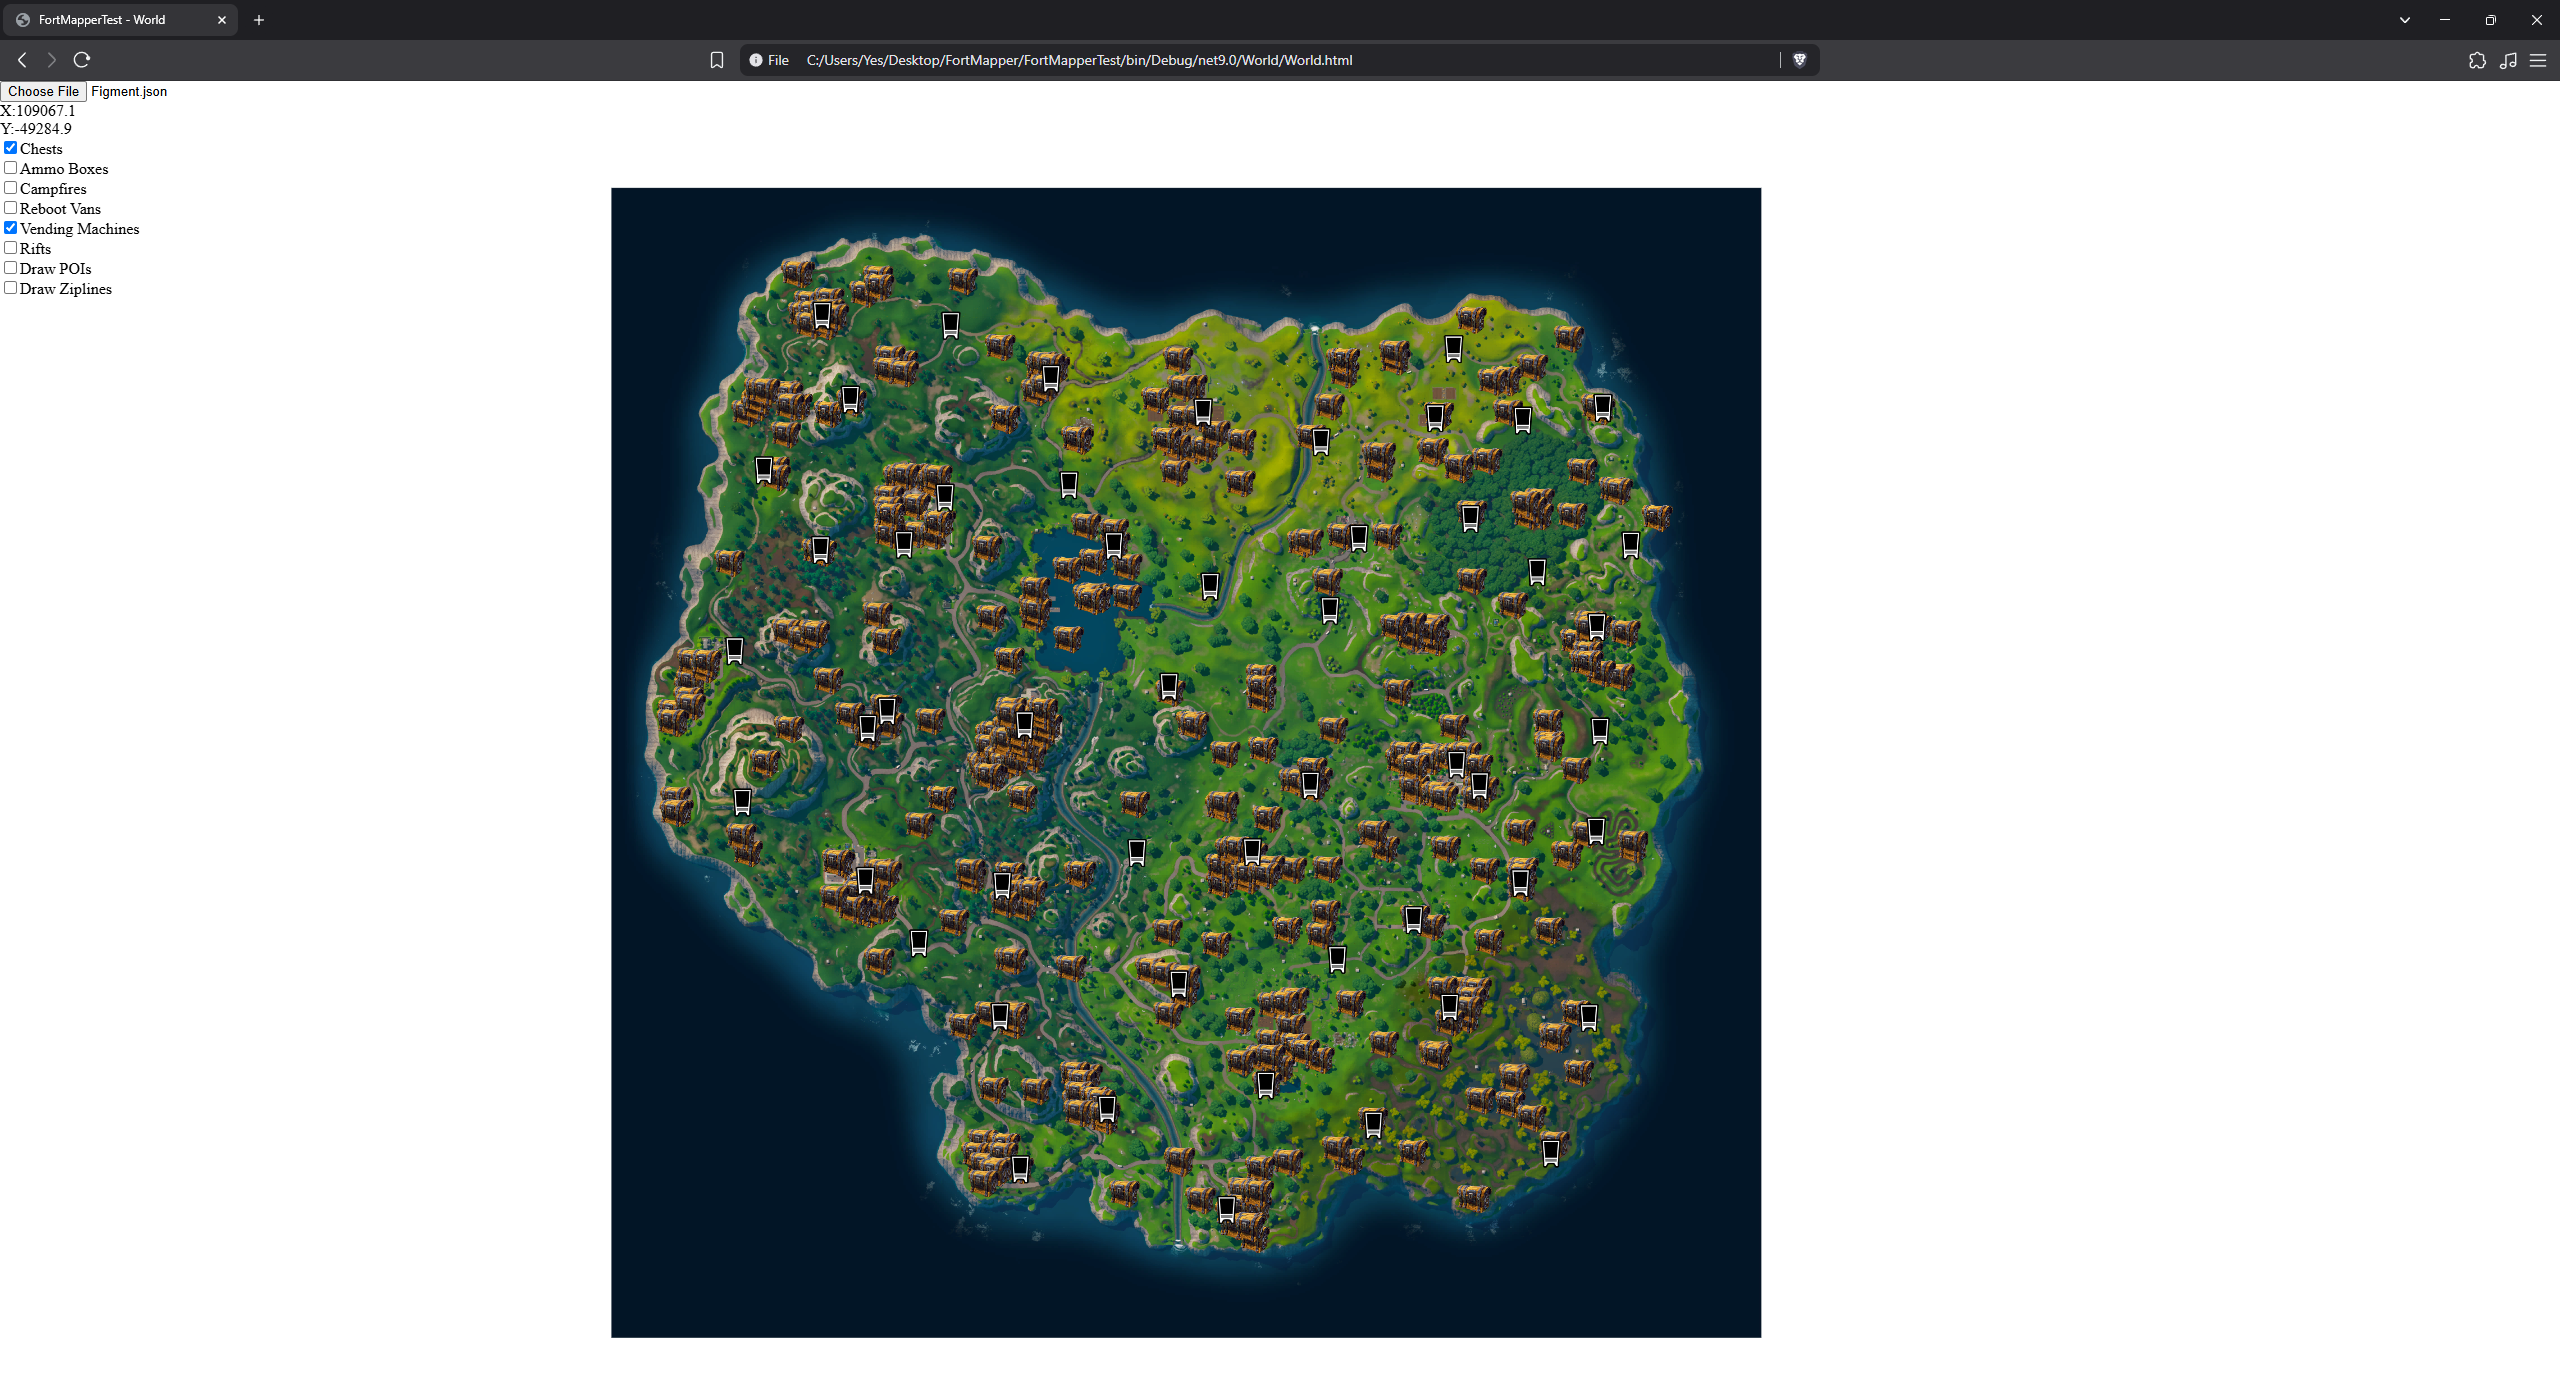 FortMapperTest - World
File C:/Users/Yes/Desktop/FortMapper/FortMapperTest/bin/Debug/net9.0/World/World.html
Choose File Figment.json
X:109067.1
Y:-49284.9
Chests
Ammo Boxes
Campfires
Reboot Vans
Vending Machines
Rifts
Draw POIs
Draw Ziplines